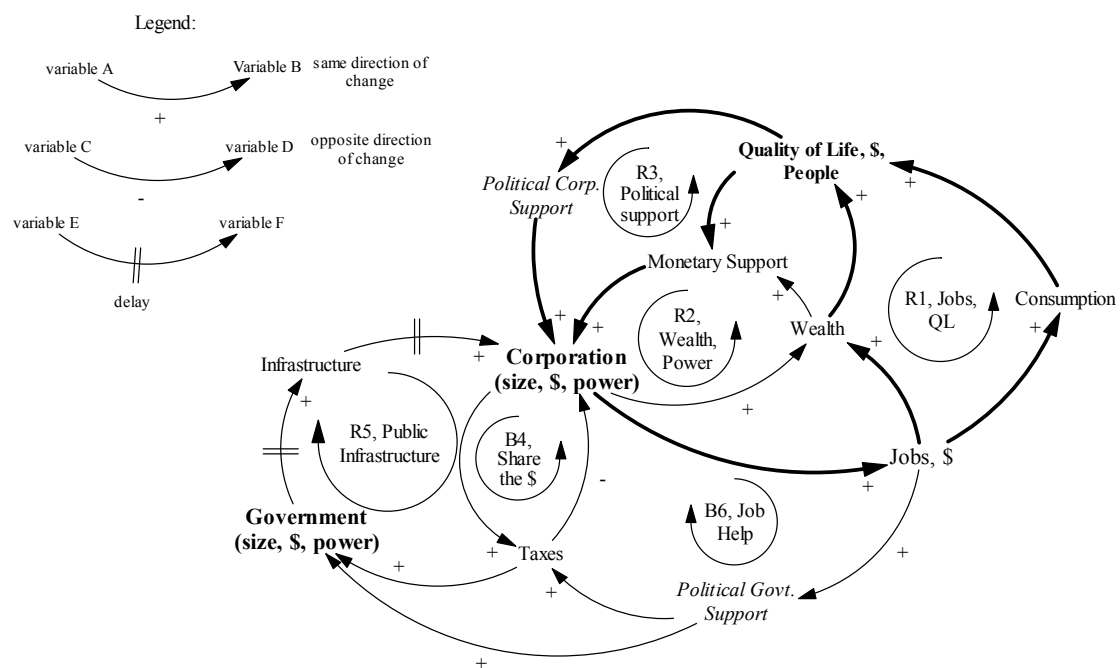 Legend:
variable A
Variable B
same direction of
change
+
variable C
variable D
opposite direction
of change
-
variable E
variable F
delay
+
Quality of Life, $,
People
+
+
Political Corp.
Support
R3,
Political
support
+
Monetary Support
+
R1, Jobs,
QL
Consumption
+
+
+
R2,
Wealth,
Power
Wealth
+
+
Infrastructure
+
Corporation
(size, $, power)
+
+
R5, Public
Infrastructure
B4,
Share
the $
-
Jobs, $
+
B6, Job
Help
Government
(size, $, power)
+
Taxes
+
+
+
Political Govt.
Support
+